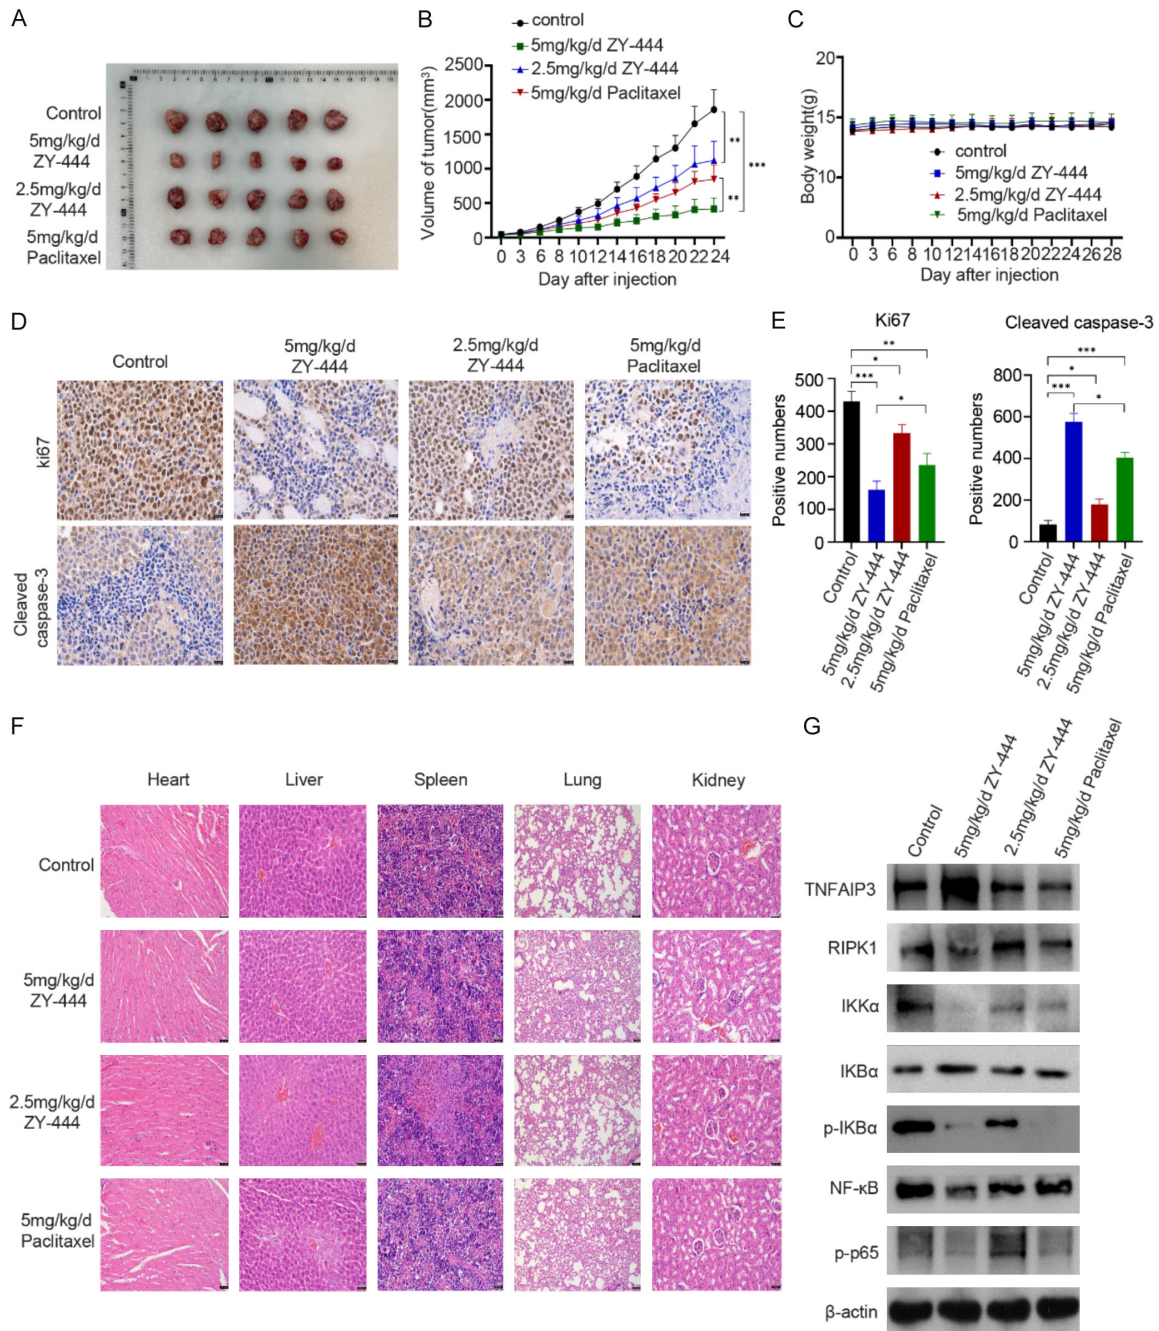 A
Control
5mg/kg/d
ZY-444
2.5mg/kg/d
ZY-444
5mg/kg/d
Paclitaxel
B
control
5mg/kg/d ZY-444
2.5mg/kg/d ZY-444
5mg/kg/d Paclitaxel
Volume of tumor(mm³)
2500
2000
1500
1000
500
0
** *** **
0 3 6 8 10 12 14 16 18 20 22 24
Day after injection
C
Body weight(g)
20
15
10
0
control
5mg/kg/d ZY-444
2.5mg/kg/d ZY-444
5mg/kg/d Paclitaxel
0 3 6 8 10 12 14 16 18 20 22 24 26 28
Day after injection
D
Control
5mg/kg/d
ZY-444
2.5mg/kg/d
ZY-444
5mg/kg/d
Paclitaxel
ki67
Cleaved
caspase-3
E
Ki67
**
*
***
*
Positive numbers
500
400
300
200
100
0
Control
5mg/kg/d ZY-444
2.5mg/kg/d ZY-444
5mg/kg/d Paclitaxel
Cleaved caspase-3
***
*
***
*
Positive numbers
800
600
400
200
0
Control
5mg/kg/d ZY-444
2.5mg/kg/d ZY-444
5mg/kg/d Paclitaxel
F
Heart Liver Spleen Lung Kidney
Control
5mg/kg/d
ZY-444
2.5mg/kg/d
ZY-444
5mg/kg/d
Paclitaxel
G
Control
5mg/kg/d ZY-444
2.5mg/kg/d ZY-444
5mg/kg/d Paclitaxel
TNFAIP3
RIPK1
IKKα
IKBα
p-IKBα
NF-κB
p-p65
β-actin